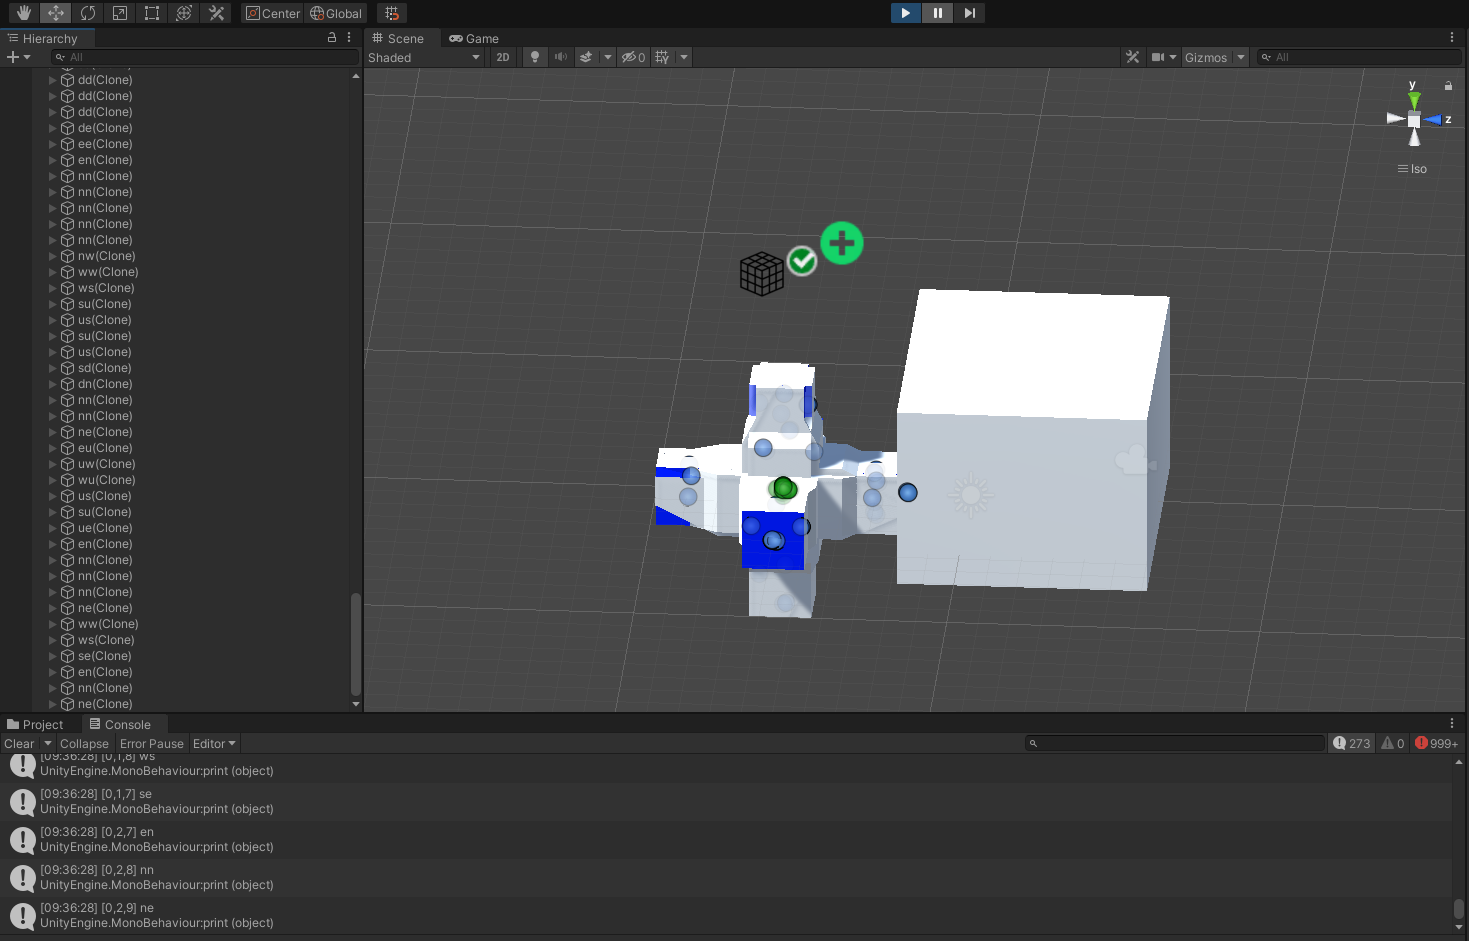 Center Global
Hierarchy
All
dd(Clone)
dd(Clone)
dd(Clone)
de(Clone)
ee(Clone)
en(Clone)
nn(Clone)
nn(Clone)
nn(Clone)
nn(Clone)
nn(Clone)
nw(Clone)
ww(Clone)
ws(Clone)
su(Clone)
us(Clone)
su(Clone)
us(Clone)
sd(Clone)
dn(Clone)
nn(Clone)
nn(Clone)
ne(Clone)
eu(Clone)
uw(Clone)
wu(Clone)
us(Clone)
su(Clone)
ue(Clone)
en(Clone)
nn(Clone)
nn(Clone)
nn(Clone)
ne(Clone)
ww(Clone)
ws(Clone)
se(Clone)
en(Clone)
nn(Clone)
ne(Clone)
Scene Game
Shaded 2D 0 Gizmos All
y
z
Iso
Project Console
Clear Collapse Error Pause Editor 273 0 999+
[09:36:28] [0,1,8] ws
UnityEngine.MonoBehaviour:print (object)
[09:36:28] [0,1,7] se
UnityEngine.MonoBehaviour:print (object)
[09:36:28] [0,2,7] en
UnityEngine.MonoBehaviour:print (object)
[09:36:28] [0,2,8] nn
UnityEngine.MonoBehaviour:print (object)
[09:36:28] [0,2,9] ne
UnityEngine.MonoBehaviour:print (object)